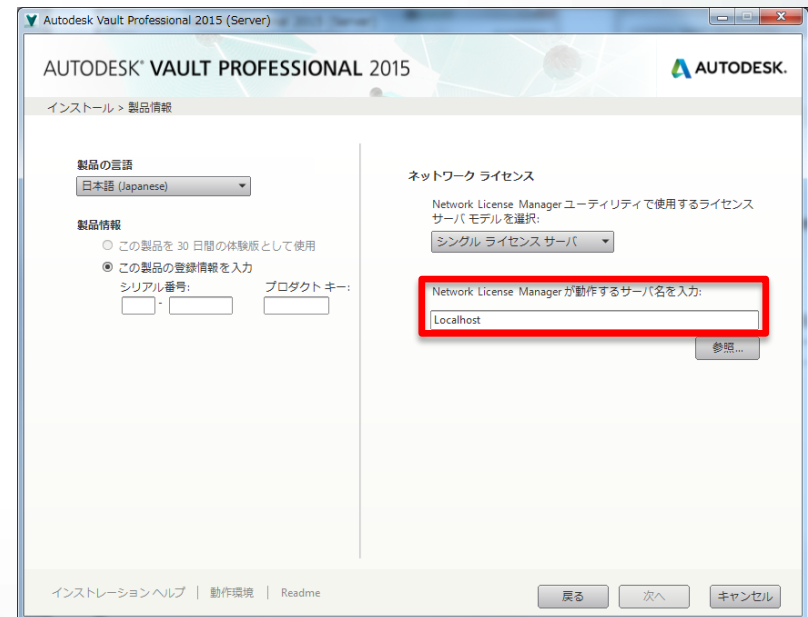 Autodesk Vault Professional 2015 (Server)
AUTODESK® VAULT PROFESSIONAL 2015
AUTODESK.
インストール > 製品情報
製品の言語
日本語 (Japanese)
製品情報
この製品を 30 日間の体験版として使用
この製品の登録情報を入力
シリアル番号:
プロダクト キー:
-
ネットワーク ライセンス
Network License Manager ユーティリティで使用するライセンス
サーバ モデルを選択:
シングル ライセンス サーバ
Network License Manager が動作するサーバ名を入力:
Localhost
参照...
インストレーション ヘルプ | 動作環境 | Readme
戻る
次へ
キャンセル